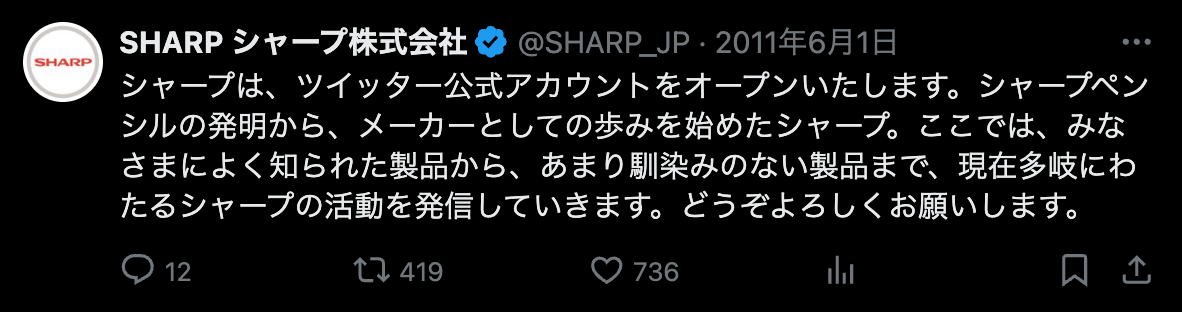 SHARP
SHARP シャープ株式会社 @SHARP_JP · 2011年6月1日
シャープは、ツイッター公式アカウントをオープンいたします。シャープペン
シルの発明から、メーカーとしての歩みを始めたシャープ。ここでは、みな
さまによく知られた製品から、あまり馴染みのない製品まで、現在多岐にわ
たるシャープの活動を発信していきます。どうぞよろしくお願いします。
12 419 736